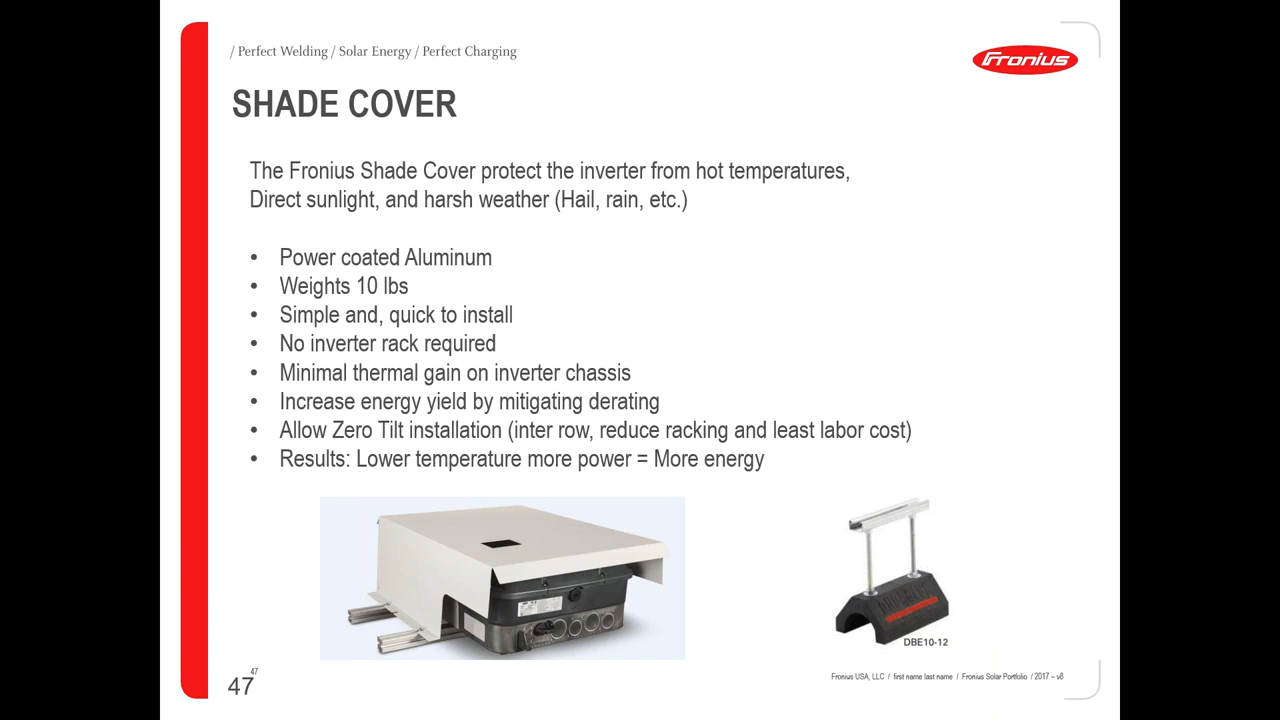 / Perfect Welding / Solar Energy / Perfect Charging
Fronius
SHADE COVER
The Fronius Shade Cover protect the inverter from hot temperatures,
Direct sunlight, and harsh weather (Hail, rain, etc.)
• Power coated Aluminum
• Weights 10 lbs
• Simple and, quick to install
• No inverter rack required
• Minimal thermal gain on inverter chassis
• Increase energy yield by mitigating derating
• Allow Zero Tilt installation (inter row, reduce racking and least labor cost)
• Results: Lower temperature more power = More energy
DBE10-12
47
47
Fronius USA, LLC / first name last name / Fronius Solar Portfolio / 2017 – v8